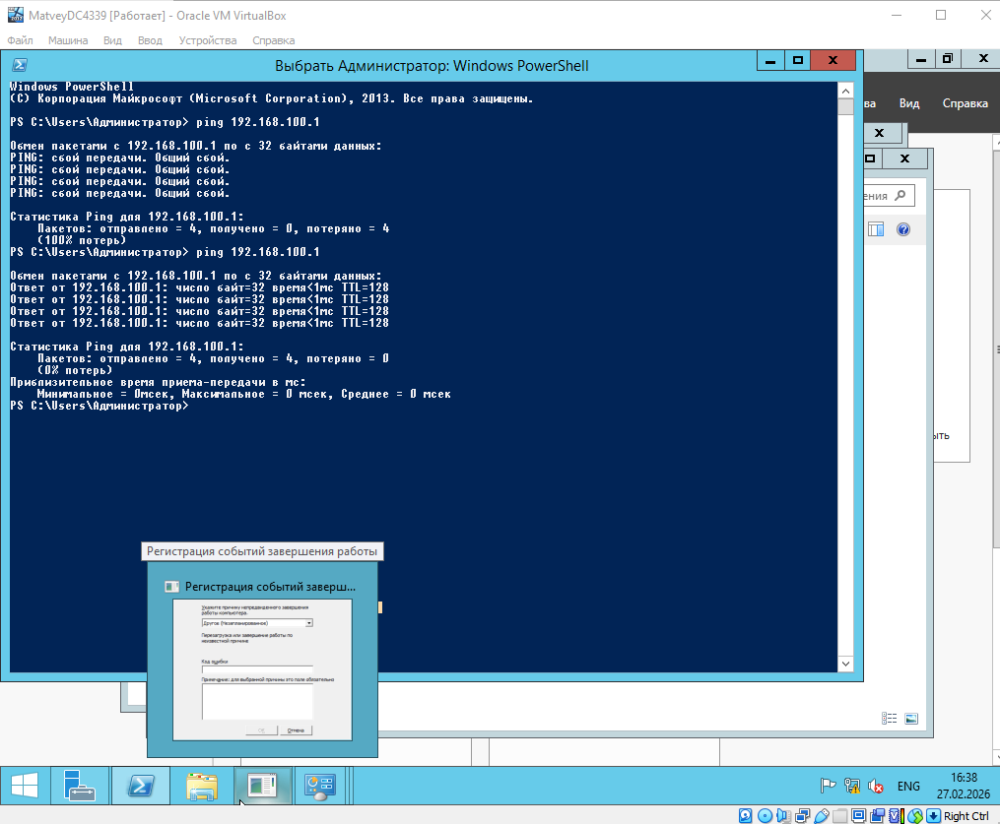 MatveyDC4339 [Работает] - Oracle VM VirtualBox
Файл Машина Вид Ввод Устройства Справка
Выбрать Администратор: Windows PowerShell
Windows PowerShell
(C) Корпорация Майкрософт (Microsoft Corporation), 2013. Все права защищены.
PS C:\Users\Администратор> ping 192.168.100.1
Обмен пакетами с 192.168.100.1 по с 32 байтами данных:
PING: сбой передачи. Общий сбой.
PING: сбой передачи. Общий сбой.
PING: сбой передачи. Общий сбой.
PING: сбой передачи. Общий сбой.
Статистика Ping для 192.168.100.1:
Пакетов: отправлено = 4, получено = 0, потеряно = 4
(100% потерь)
PS C:\Users\Администратор> ping 192.168.100.1
Обмен пакетами с 192.168.100.1 по с 32 байтами данных:
Ответ от 192.168.100.1: число байт=32 время<1мс TTL=128
Ответ от 192.168.100.1: число байт=32 время<1мс TTL=128
Ответ от 192.168.100.1: число байт=32 время<1мс TTL=128
Ответ от 192.168.100.1: число байт=32 время<1мс TTL=128
Статистика Ping для 192.168.100.1:
Пакетов: отправлено = 4, получено = 4, потеряно = 0
(0% потерь)
Приблизительное время приема-передачи в мс:
Минимальное = 0мсек, Максимальное = 0 мсек, Среднее = 0 мсек
PS C:\Users\Администратор>
ва Вид Справка
ения
ыть
Регистрация событий завершения работы
Регистрация событий заверш...
Укажите причину непредвиденного завершения
работы компьютера.
Другое (Незапланированное)
Перезагрузка или завершение работы по
неизвестной причине
Код ошибки
Примечание: для выбранной причины это поле обязательно
ОК Отмена
ENG
16:38
27.02.2026
Right Ctrl